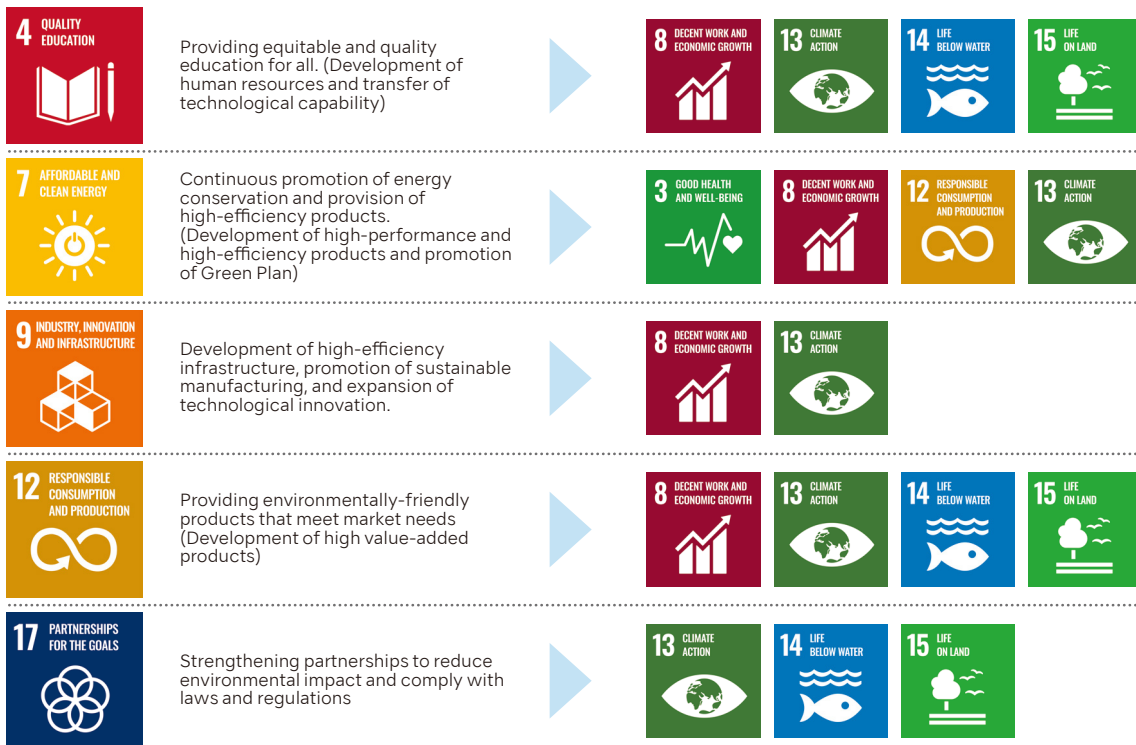 4 QUALITY
EDUCATION
Providing equitable and quality
education for all. (Development of
human resources and transfer of
technological capability)
8 DECENT WORK AND
ECONOMIC GROWTH
13 CLIMATE
ACTION
14 LIFE
BELOW WATER
15 LIFE
ON LAND
7 AFFORDABLE AND
CLEAN ENERGY
Continuous promotion of energy
conservation and provision of
high-efficiency products.
(Development of high-performance and
high-efficiency products and promotion
of Green Plan)
3 GOOD HEALTH
AND WELL-BEING
8 DECENT WORK AND
ECONOMIC GROWTH
12 RESPONSIBLE
CONSUMPTION
AND PRODUCTION
13 CLIMATE
ACTION
9 INDUSTRY, INNOVATION
AND INFRASTRUCTURE
Development of high-efficiency
infrastructure, promotion of sustainable
manufacturing, and expansion of
technological innovation.
8 DECENT WORK AND
ECONOMIC GROWTH
13 CLIMATE
ACTION
12 RESPONSIBLE
CONSUMPTION
AND PRODUCTION
Providing environmentally-friendly
products that meet market needs
(Development of high value-added
products)
8 DECENT WORK AND
ECONOMIC GROWTH
13 CLIMATE
ACTION
14 LIFE
BELOW WATER
15 LIFE
ON LAND
17 PARTNERSHIPS
FOR THE GOALS
Strengthening partnerships to reduce
environmental impact and comply with
laws and regulations
13 CLIMATE
ACTION
14 LIFE
BELOW WATER
15 LIFE
ON LAND